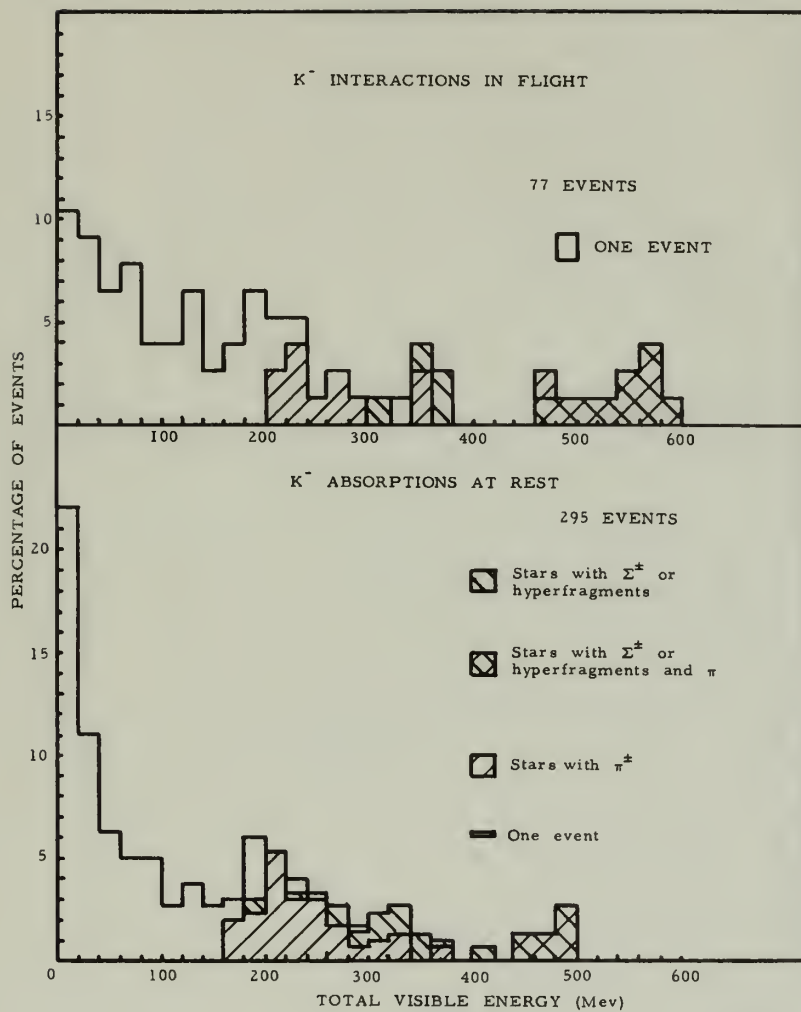 K⁻ INTERACTIONS IN FLIGHT
77 EVENTS
ONE EVENT
15
10
5
100 200 300 400 500 600
PERCENTAGE OF EVENTS
K⁻ ABSORPTIONS AT REST
295 EVENTS
Stars with Σ± or
hyperfragments
Stars with Σ± or
hyperfragments and π
Stars with π±
One event
20
15
10
5
0 100 200 300 400 500 600
TOTAL VISIBLE ENERGY (Mev)